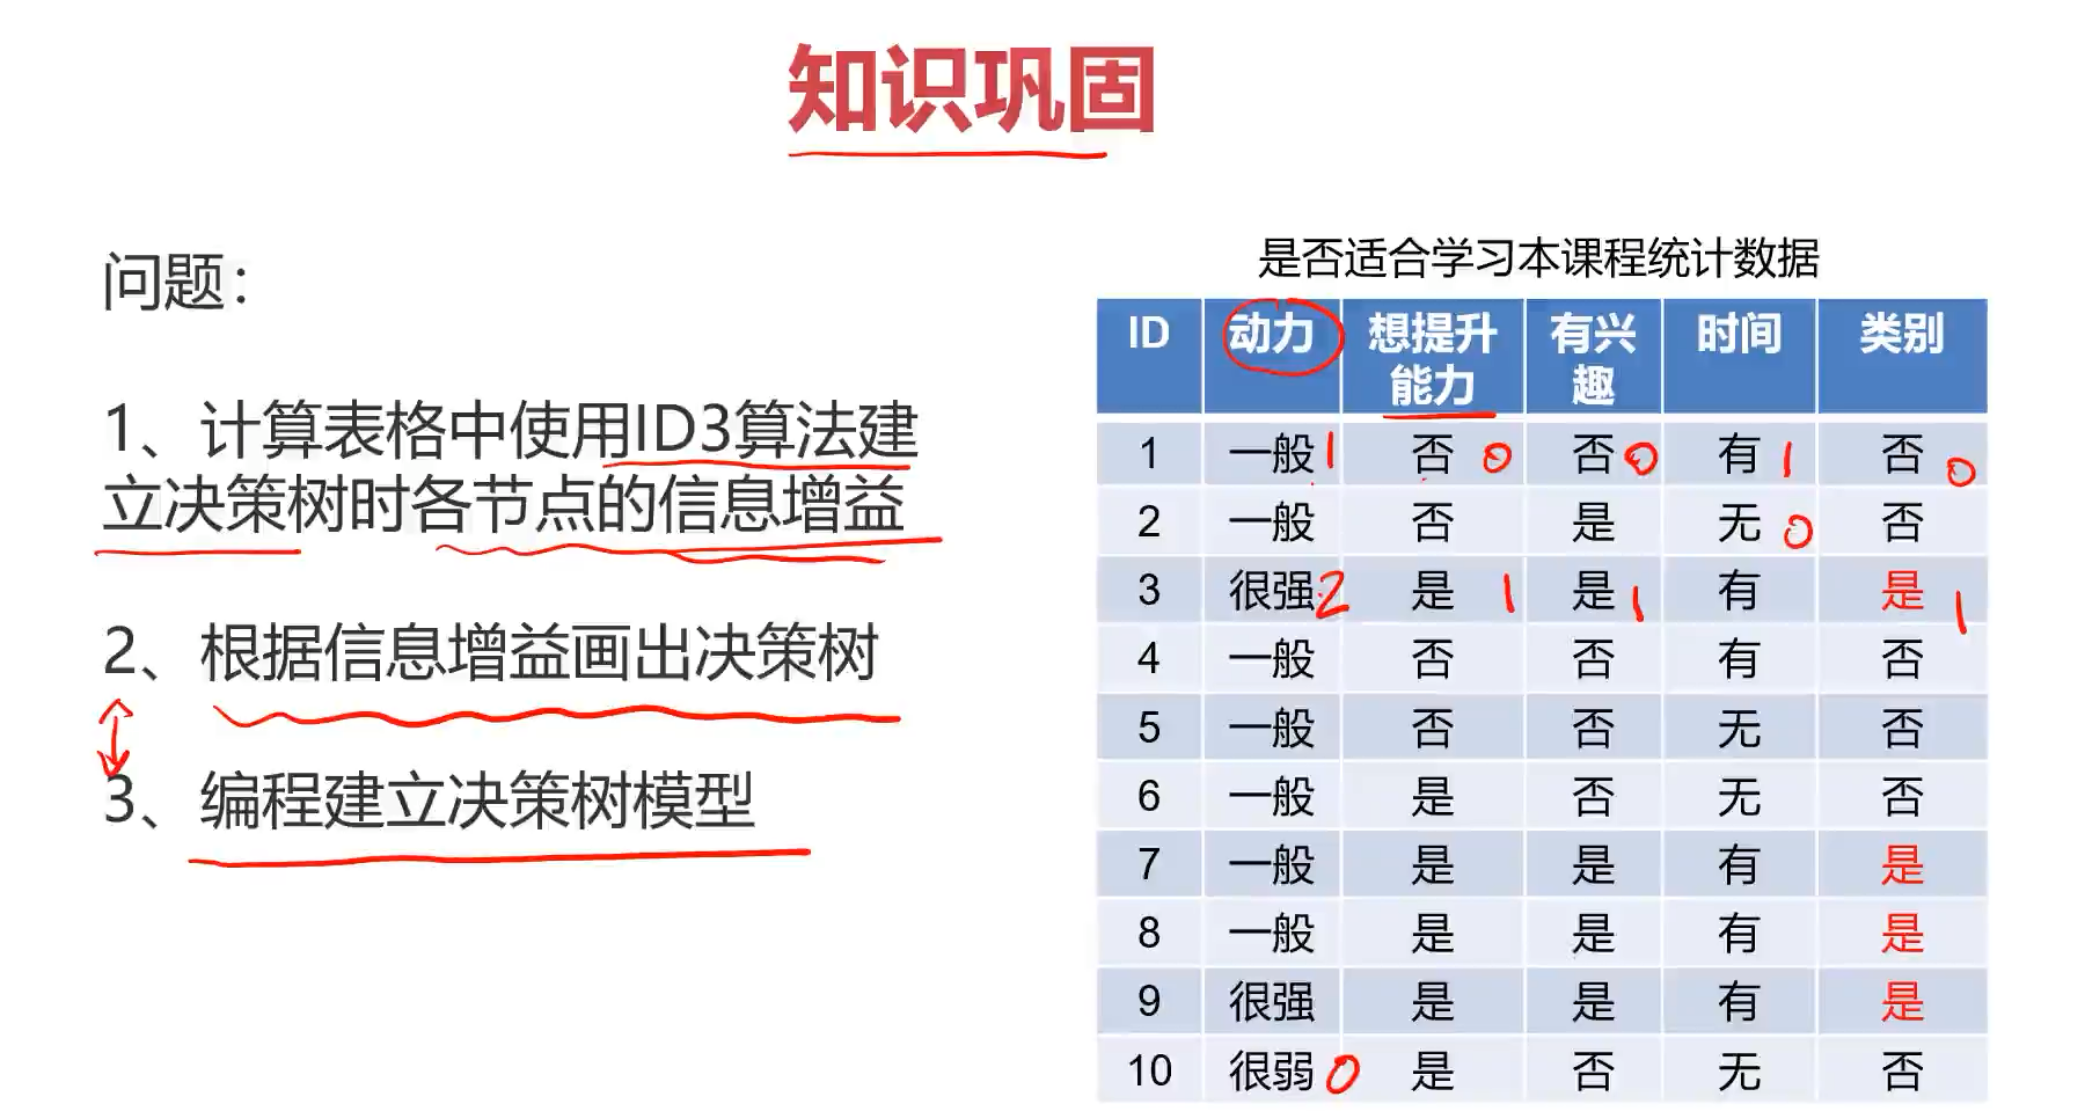 知识巩固
问题：
1、计算表格中使用ID3算法建
立决策树时各节点的信息增益
2、根据信息增益画出决策树
3、编程建立决策树模型
是否适合学习本课程统计数据
ID 动力 想提升能力 有兴趣 时间 类别
1 一般 1 否 0 否 0 有 1 否 0
2 一般 否 是 无 0 否
3 很强 2 是 1 是 1 有 是 1
4 一般 否 否 有 否
5 一般 否 否 无 否
6 一般 是 否 无 否
7 一般 是 是 有 是
8 一般 是 是 有 是
9 很强 是 是 有 是
10 很弱 0 是 否 无 否